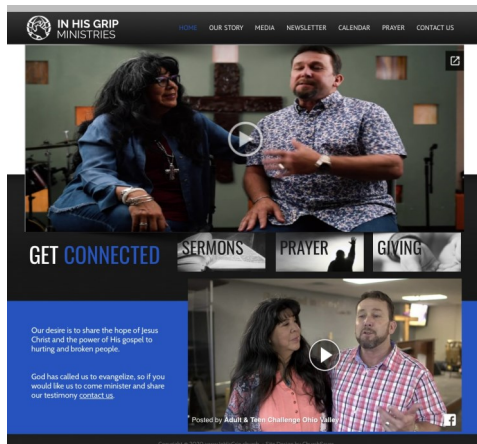 IN HIS GRIP
MINISTRIES
HOME OUR STORY MEDIA NEWSLETTER CALENDAR PRAYER CONTACT US
GET CONNECTED
SERMONS PRAYER GIVING
Our desire is to share the hope of Jesus
Christ and the power of His gospel to
hurting and broken people.
God has called us to evangelize, so if you
would like us to come minister and share
our testimony contact us.
Posted by Adult & Teen Challenge Ohio Valley